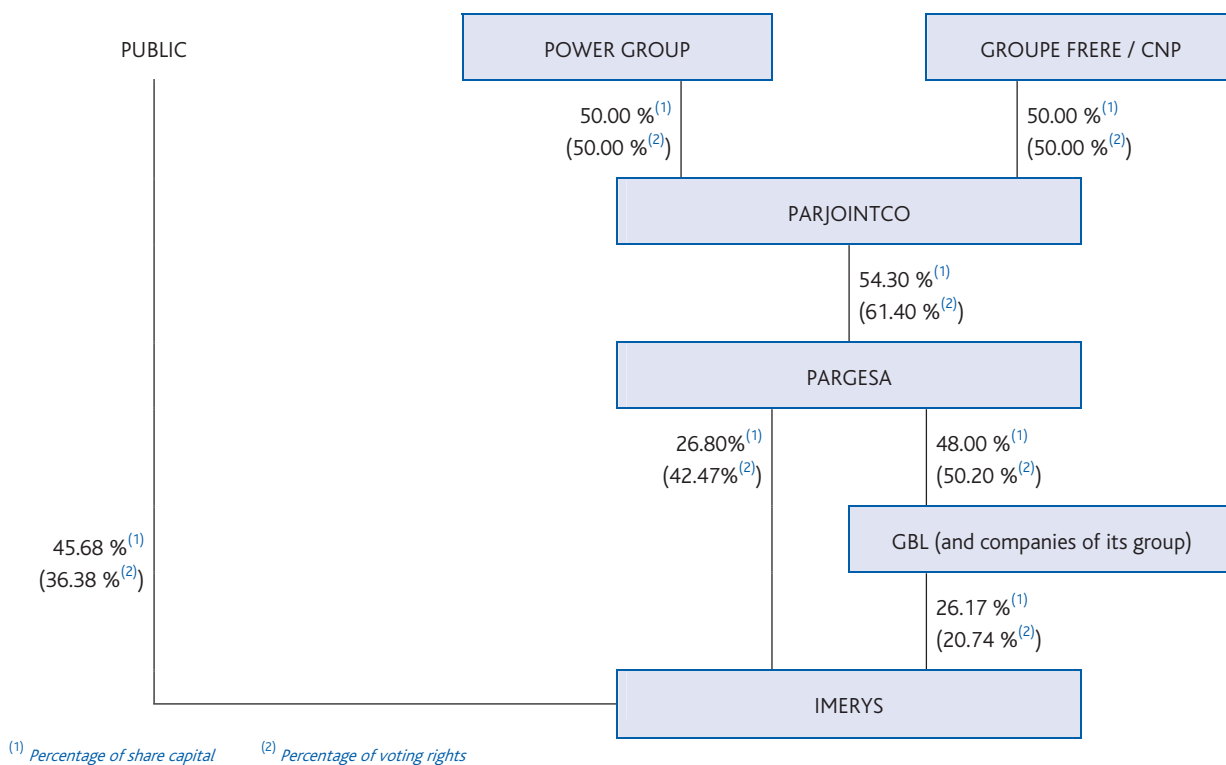 PUBLIC
POWER GROUP
GROUPE FRERE / CNP
50.00 %(1)
(50.00 %(2))
50.00 %(1)
(50.00 %(2))
PARJOINTCO
54.30 %(1)
(61.40 %(2))
PARGESA
26.80%(1)
(42.47%(2))
48.00 %(1)
(50.20 %(2))
GBL (and companies of its group)
45.68 %(1)
(36.38 %(2))
26.17 %(1)
(20.74 %(2))
IMERYS
(1) Percentage of share capital
(2) Percentage of voting rights